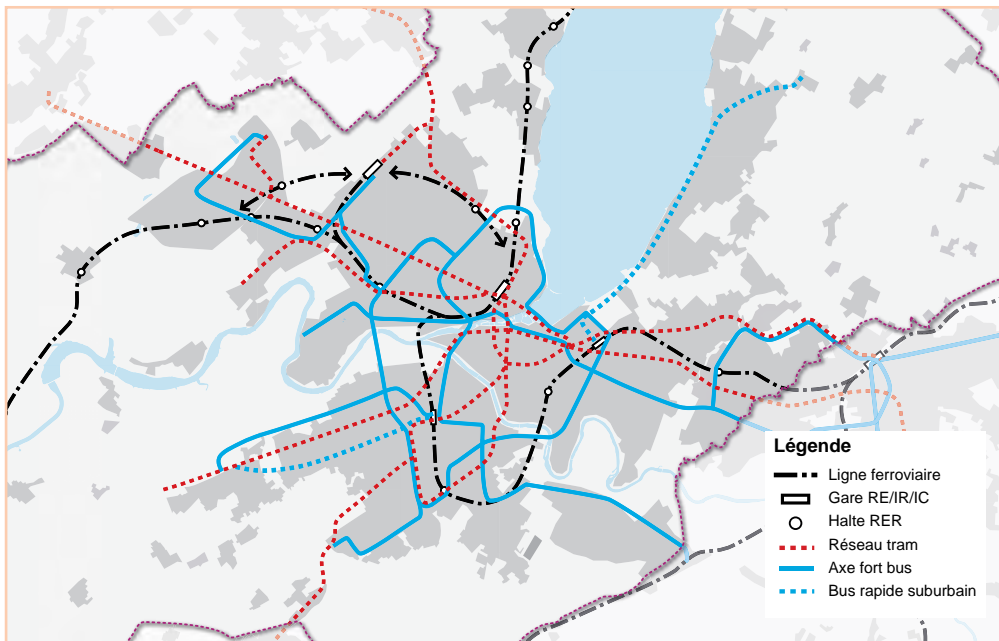 Légende
Ligne ferroviaire
Gare RE/IR/IC
Halte RER
Réseau tram
Axe fort bus
Bus rapide suburbain